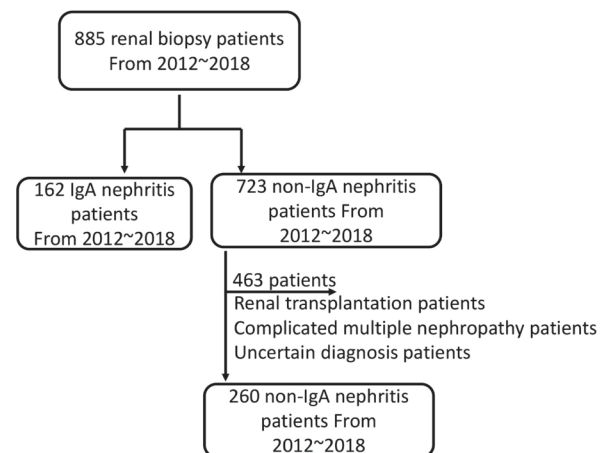 885 renal biopsy patients
From 2012~2018
162 IgA nephritis
patients
From 2012~2018
723 non-IgA nephritis
patients From
2012~2018
463 patients
Renal transplantation patients
Complicated multiple nephropathy patients
Uncertain diagnosis patients
260 non-IgA nephritis
patients From
2012~2018